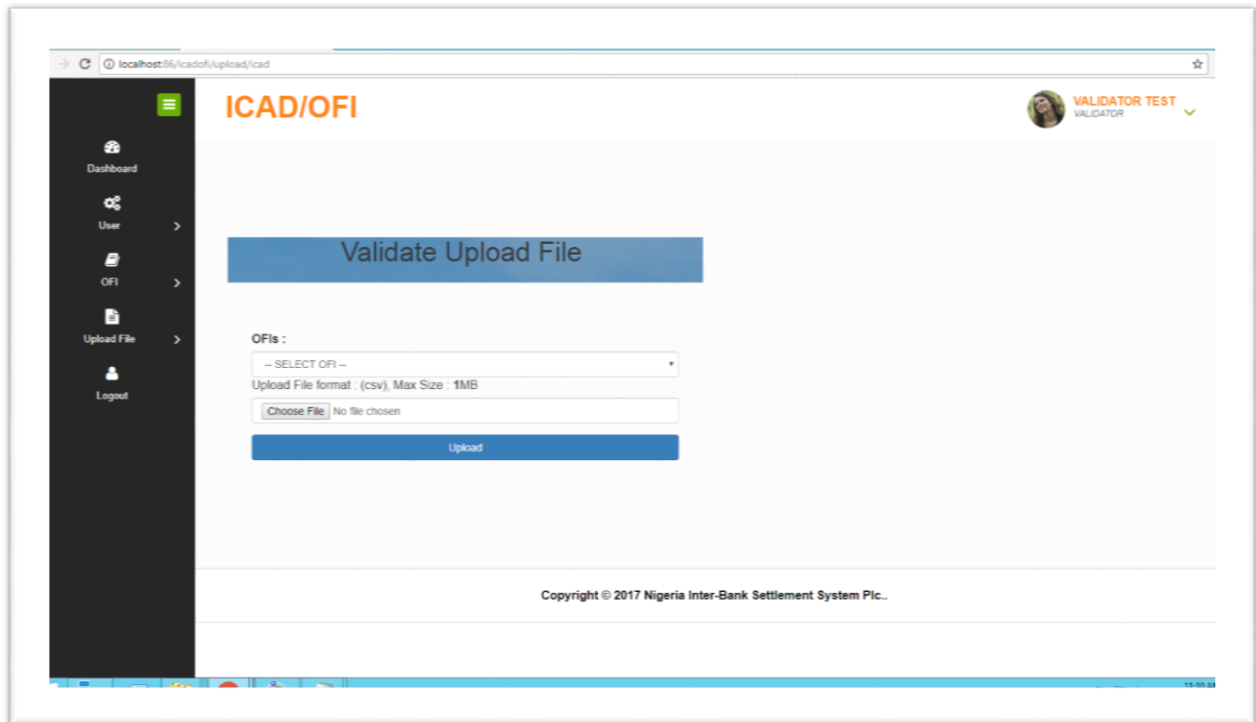 localhost:86/icadofi/upload/icad
ICAD/OFI
VALIDATOR TEST
VALIDATOR
Dashboard
User
OFI
Upload File
Logout
Validate Upload File
OFIs :
-- SELECT OFI --
Upload File format : (csv), Max Size : 1MB
Choose File No file chosen
Upload
Copyright © 2017 Nigeria Inter-Bank Settlement System Plc..